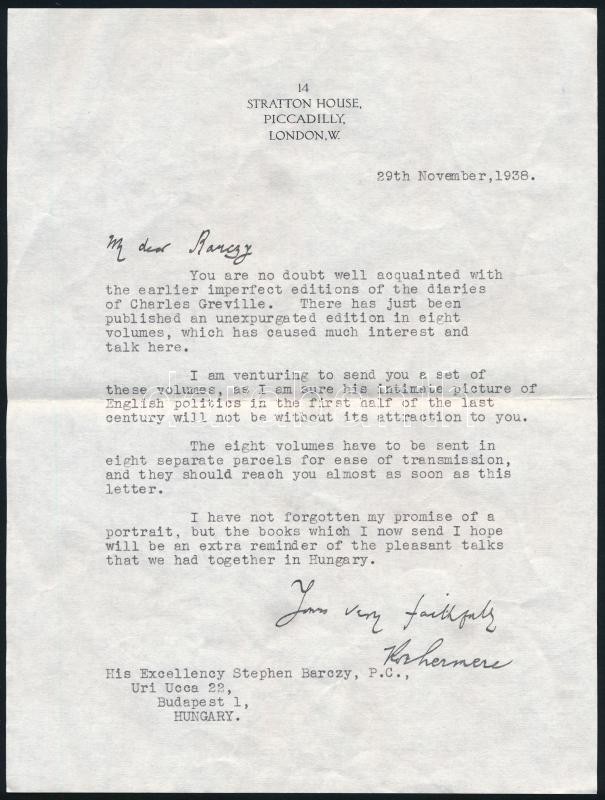 14
STRATTON HOUSE,
PICCADILLY,
LONDON,W.
29th November,1938.
My dear Barczy
You are no doubt well acquainted with
the earlier imperfect editions of the diaries
of Charles Greville. There has just been
published an unexpurgated edition in eight
volumes, which has caused much interest and
talk here.
I am venturing to send you a set of
these volumes, as I am sure his intimate picture of
English politics in the first half of the last
century will not be without its attraction to you.
The eight volumes have to be sent in
eight separate parcels for ease of transmission,
and they should reach you almost as soon as this
letter.
I have not forgotten my promise of a
portrait, but the books which I now send I hope
will be an extra reminder of the pleasant talks
that we had together in Hungary.
Yours very faithfully
Rothermere
His Excellency Stephen Barczy, P.C.,
Uri Ucca 22,
Budapest 1,
HUNGARY.